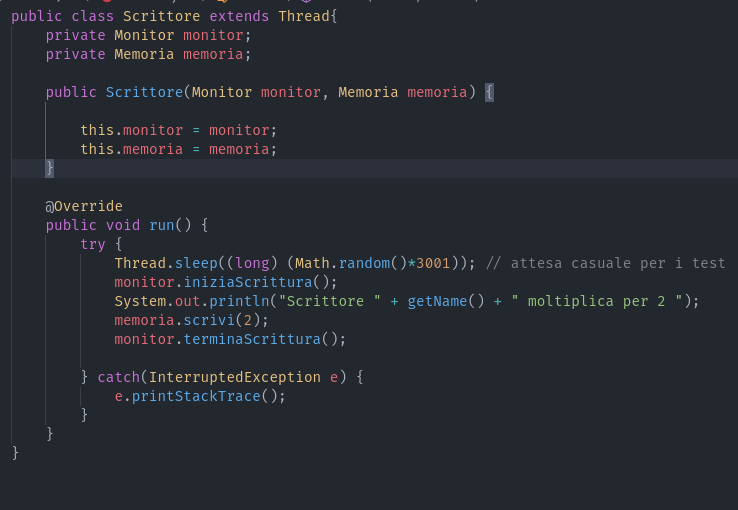 public class Scrittore extends Thread{
    private Monitor monitor;
    private Memoria memoria;

    public Scrittore(Monitor monitor, Memoria memoria) {

        this.monitor = monitor;
        this.memoria = memoria;
    }

    @Override
    public void run() {
        try {
            Thread.sleep((long) (Math.random()*3001)); // attesa casuale per i test
            monitor.iniziaScrittura();
            System.out.println("Scrittore " + getName() + " moltiplica per 2 ");
            memoria.scrivi(2);
            monitor.terminaScrittura();

        } catch(InterruptedException e) {
            e.printStackTrace();
        }
    }
}